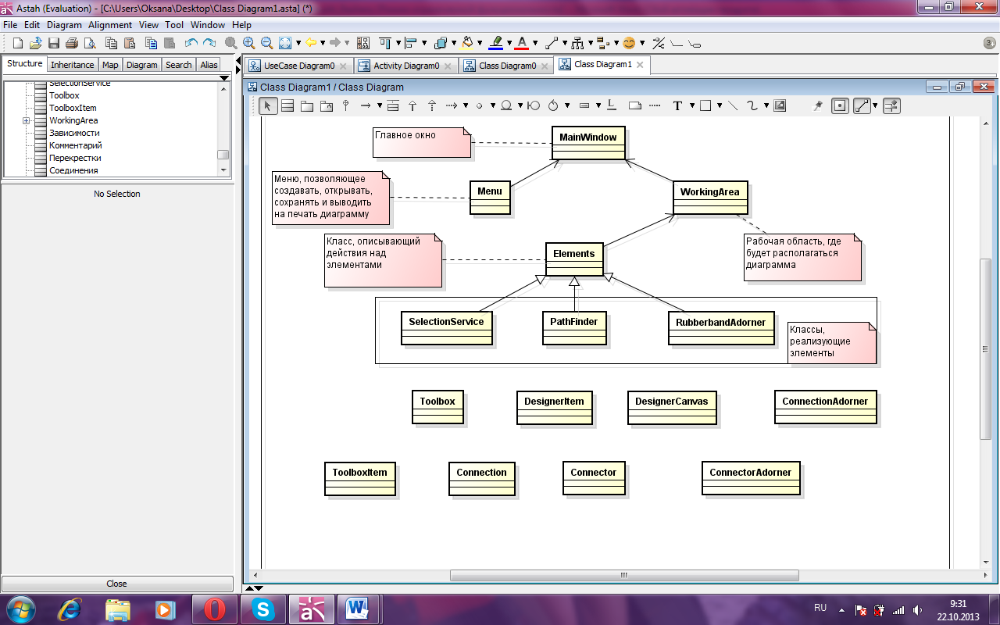 Astah (Evaluation) - [C:\Users\Oksana\Desktop\Class Diagram1.asta] (*)
File Edit Diagram Alignment View Tool Window Help
Structure Inheritance Map Diagram Search Alias
UseCase Diagram0 Activity Diagram0 Class Diagram0 Class Diagram1
SelectionService
Toolbox
ToolboxItem
WorkingArea
Зависимости
Комментарий
Перекрестки
Соединения
No Selection
Close
Class Diagram1 / Class Diagram
T
Главное окно
MainWindow
Меню, позволяющее
создавать, открывать,
сохранять и выводить
на печать диаграмму
Menu
WorkingArea
Класс, описывающий
действия над
элементами
Elements
Рабочая область, где
будет располагаться
диаграмма
SelectionService
PathFinder
RubberbandAdorner
Классы,
реализующие
элементы
Toolbox
DesignerItem
DesignerCanvas
ConnectionAdorner
ToolboxItem
Connection
Connector
ConnectorAdorner
RU
9:31
22.10.2013